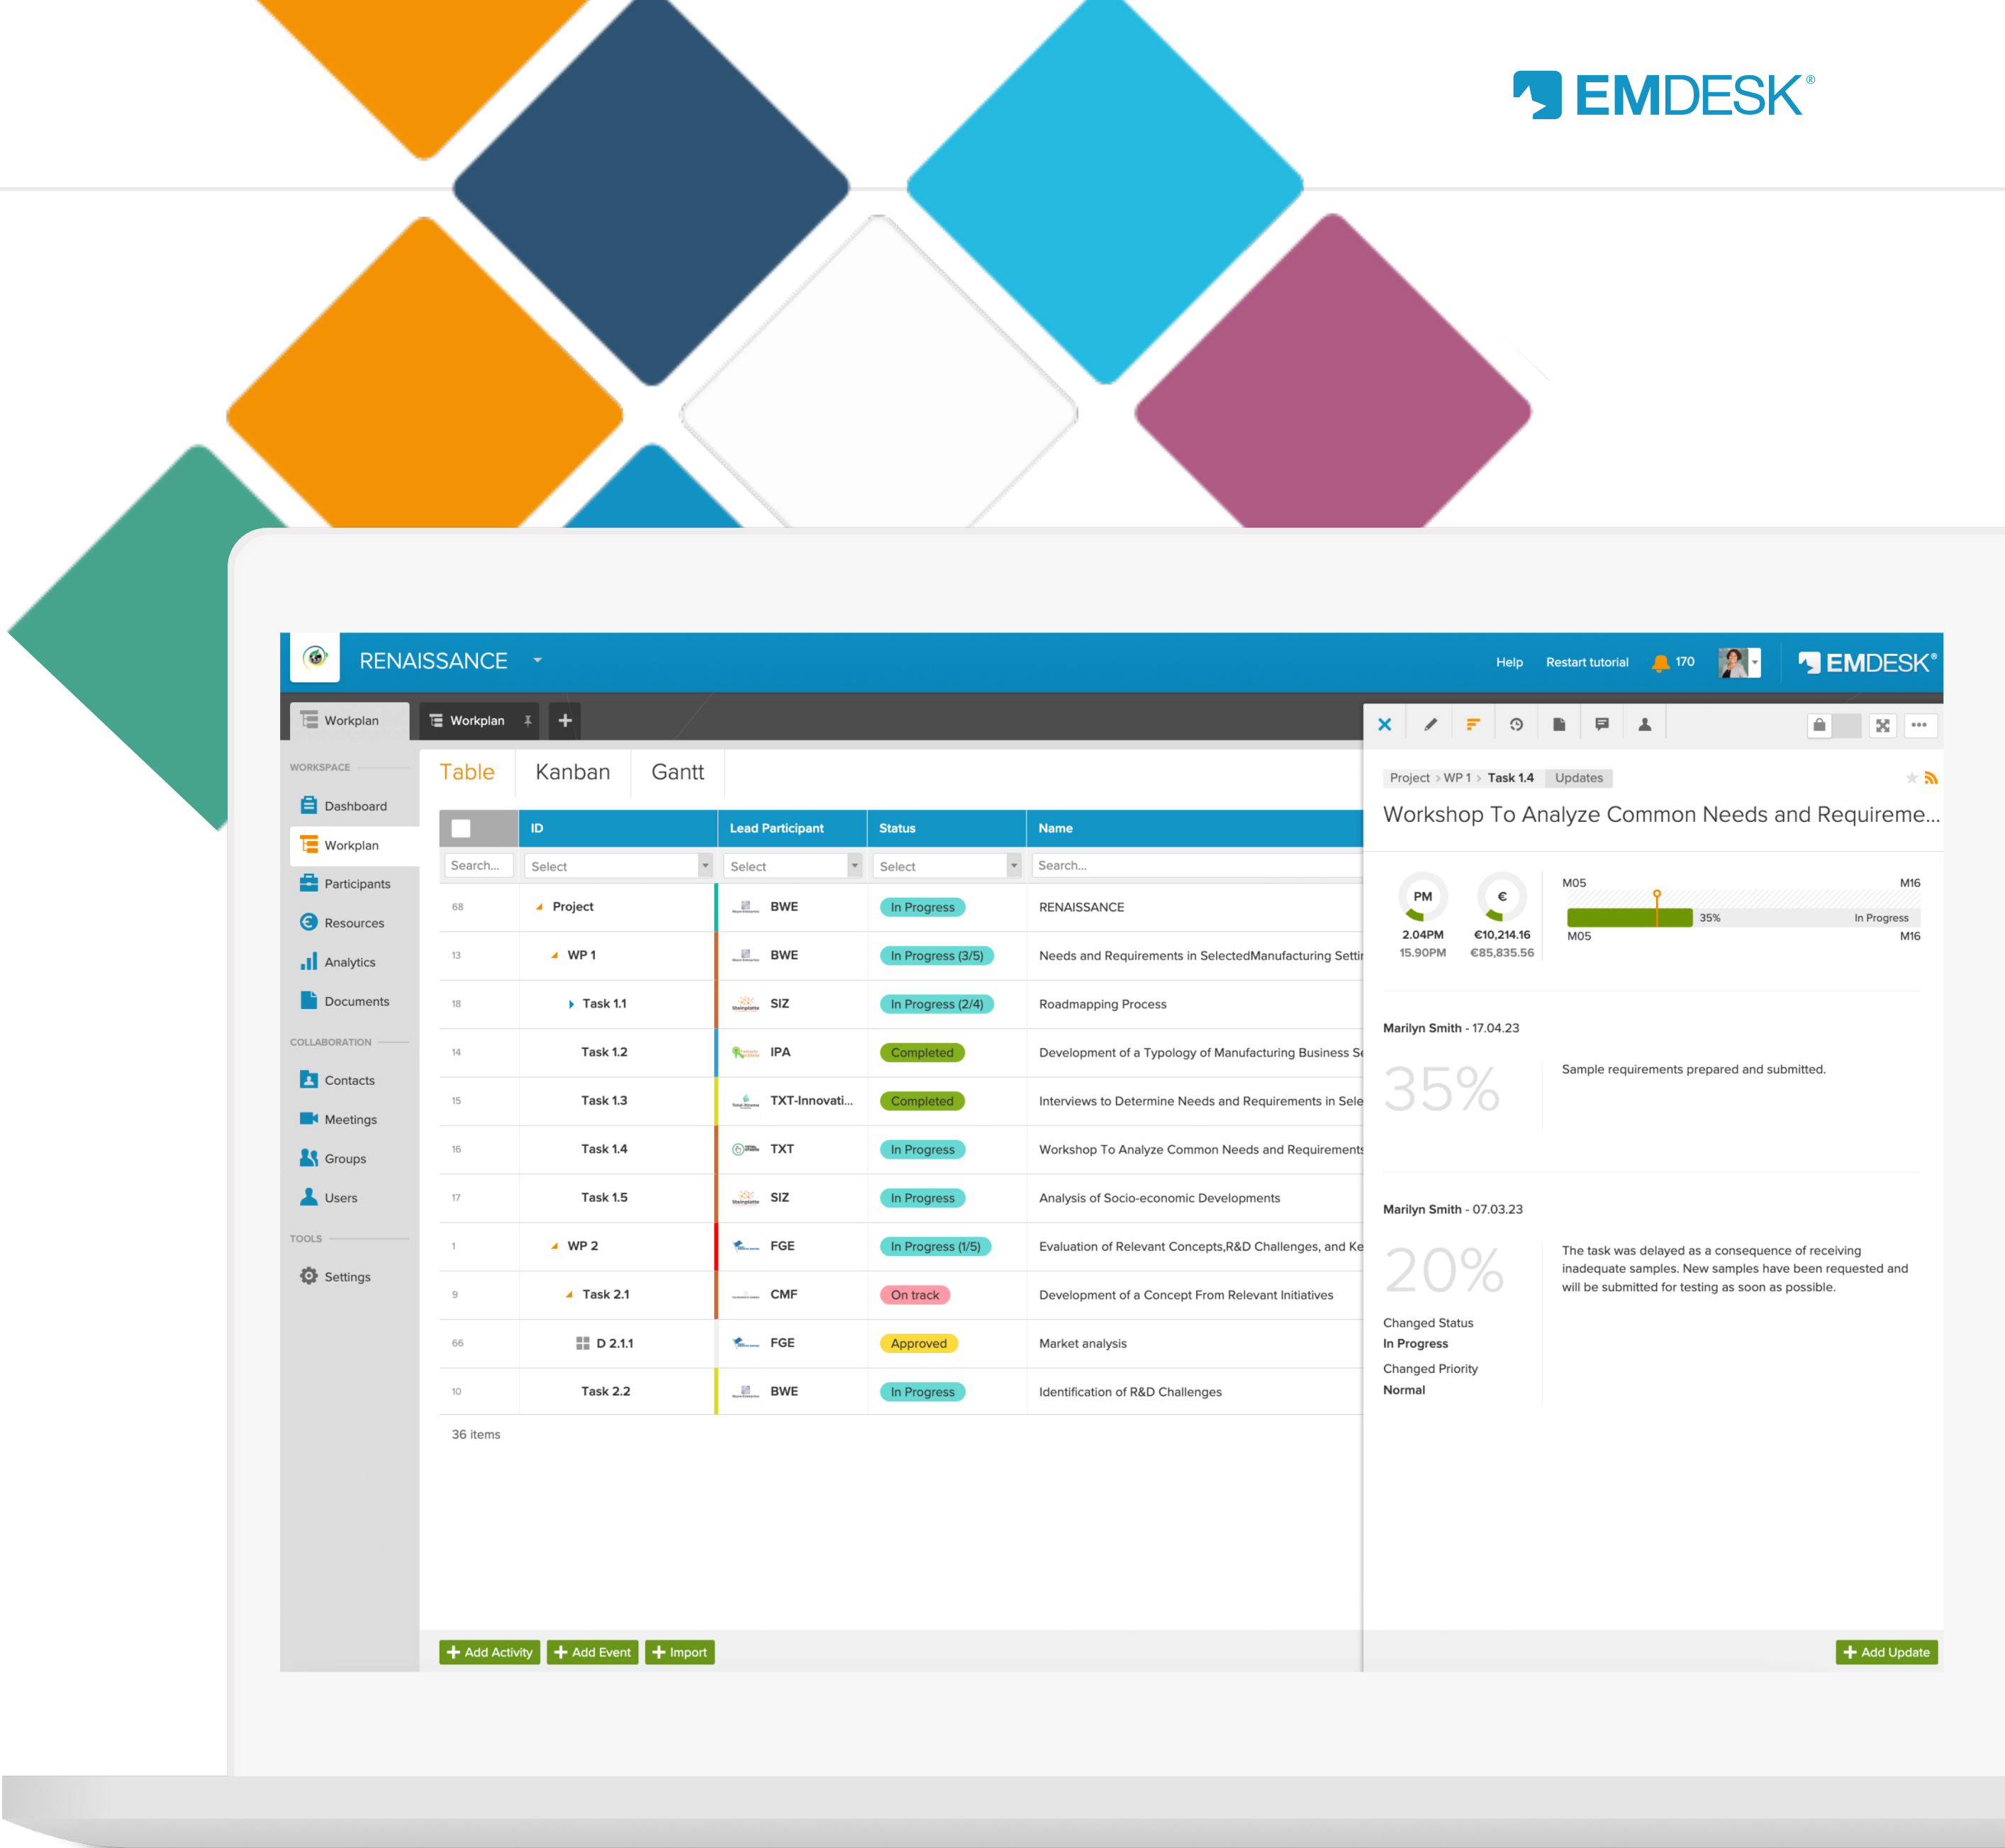 EMDESK®
RENAISSANCE
Help Restart tutorial 170 EMDESK®
Workplan Workplan
WORKSPACE
Dashboard
Workplan
Participants
Resources
Analytics
Documents
COLLABORATION
Contacts
Meetings
Groups
Users
TOOLS
Settings
Table Kanban Gantt
ID Lead Participant Status Name
Search... Select Select Select Search...
68 Project BWE In Progress RENAISSANCE
13 WP 1 BWE In Progress (3/5) Needs and Requirements in SelectedManufacturing Settin
18 Task 1.1 SIZ In Progress (2/4) Roadmapping Process
14 Task 1.2 IPA Completed Development of a Typology of Manufacturing Business Se
15 Task 1.3 TXT-Innovati... Completed Interviews to Determine Needs and Requirements in Sele
16 Task 1.4 TXT In Progress Workshop To Analyze Common Needs and Requirements
17 Task 1.5 SIZ In Progress Analysis of Socio-economic Developments
1 WP 2 FGE In Progress (1/5) Evaluation of Relevant Concepts,R&D Challenges, and Ke
9 Task 2.1 CMF On track Development of a Concept From Relevant Initiatives
66 D 2.1.1 FGE Approved Market analysis
10 Task 2.2 BWE In Progress Identification of R&D Challenges
36 items
Add Activity Add Event Import
Project > WP 1 > Task 1.4 Updates
Workshop To Analyze Common Needs and Requireme...
PM €
2.04PM €10,214.16
15.90PM €85,835.56
M05 M16
35% In Progress
M05 M16
Marilyn Smith - 17.04.23
35%
Sample requirements prepared and submitted.
Marilyn Smith - 07.03.23
20%
The task was delayed as a consequence of receiving
inadequate samples. New samples have been requested and
will be submitted for testing as soon as possible.
Changed Status
In Progress
Changed Priority
Normal
Add Update